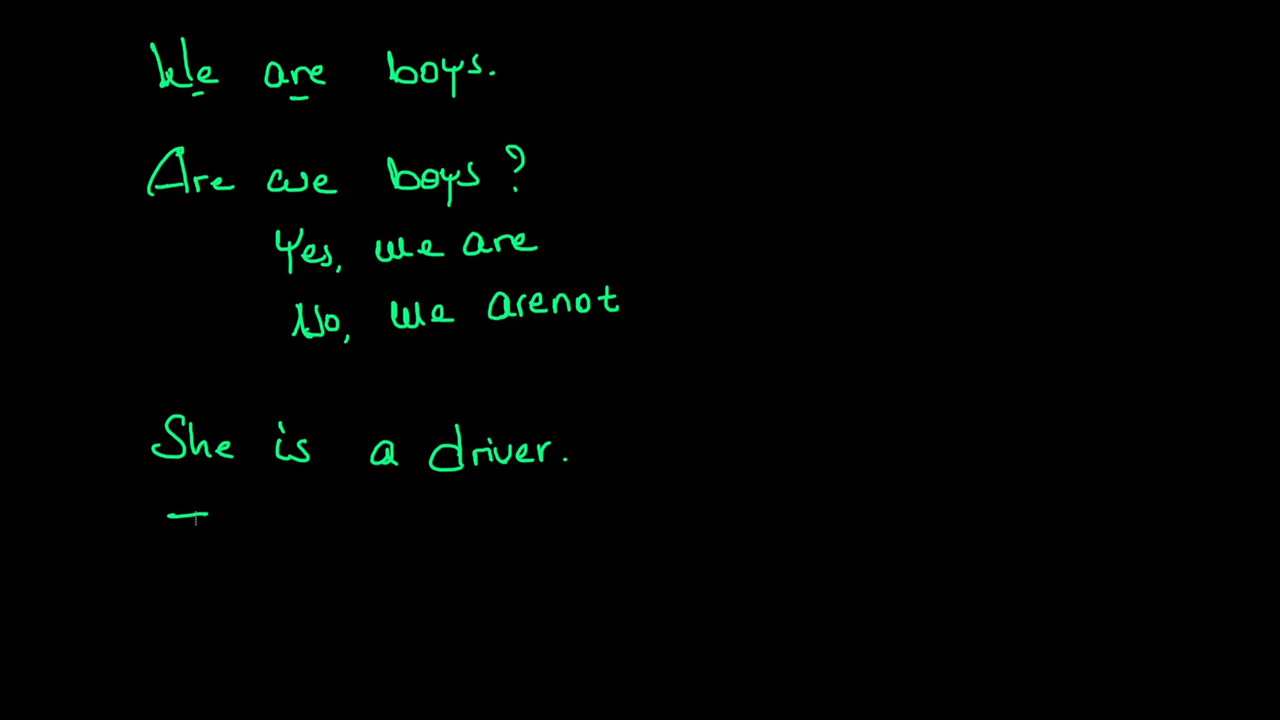 We are boys.
Are we boys?
Yes, we are
No, we arenot
She is a driver.